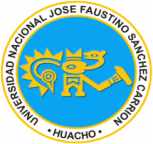 UNIVERSIDAD NACIONAL JOSE FAUSTINO SANCHEZ CARRION
· HUACHO ·